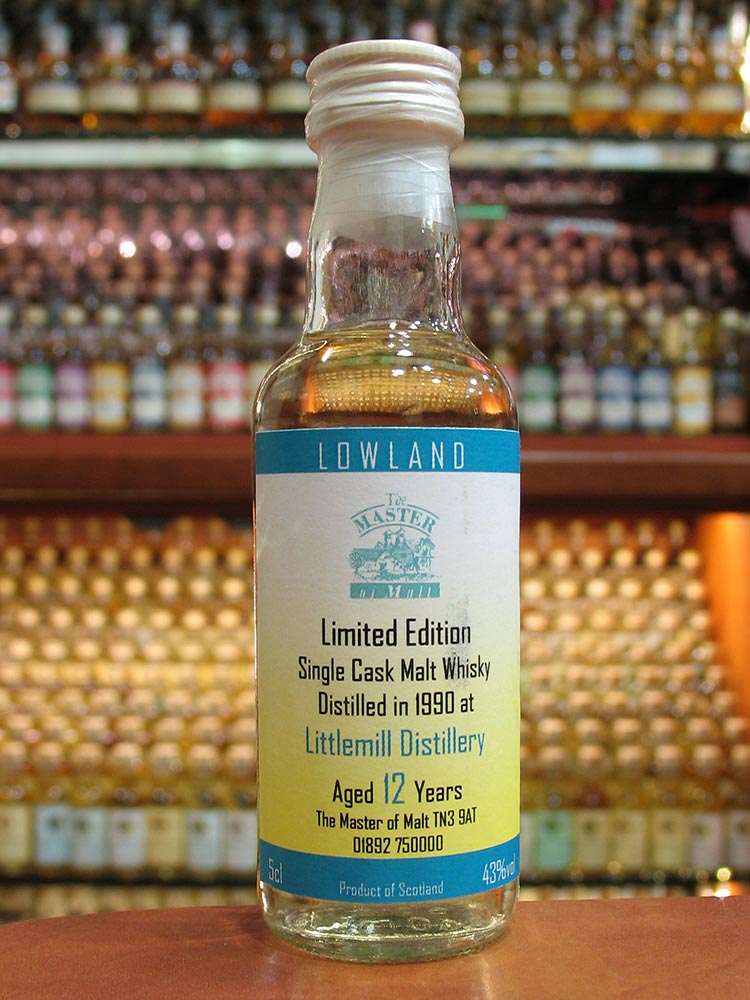 LOWLAND
The
MASTER
of Malt
Limited Edition
Single Cask Malt Whisky
Distilled in 1990 at
Littlemill Distillery
Aged 12 Years
The Master of Malt TN3 9AT
01892 750000
5cl
43%vol
Product of Scotland